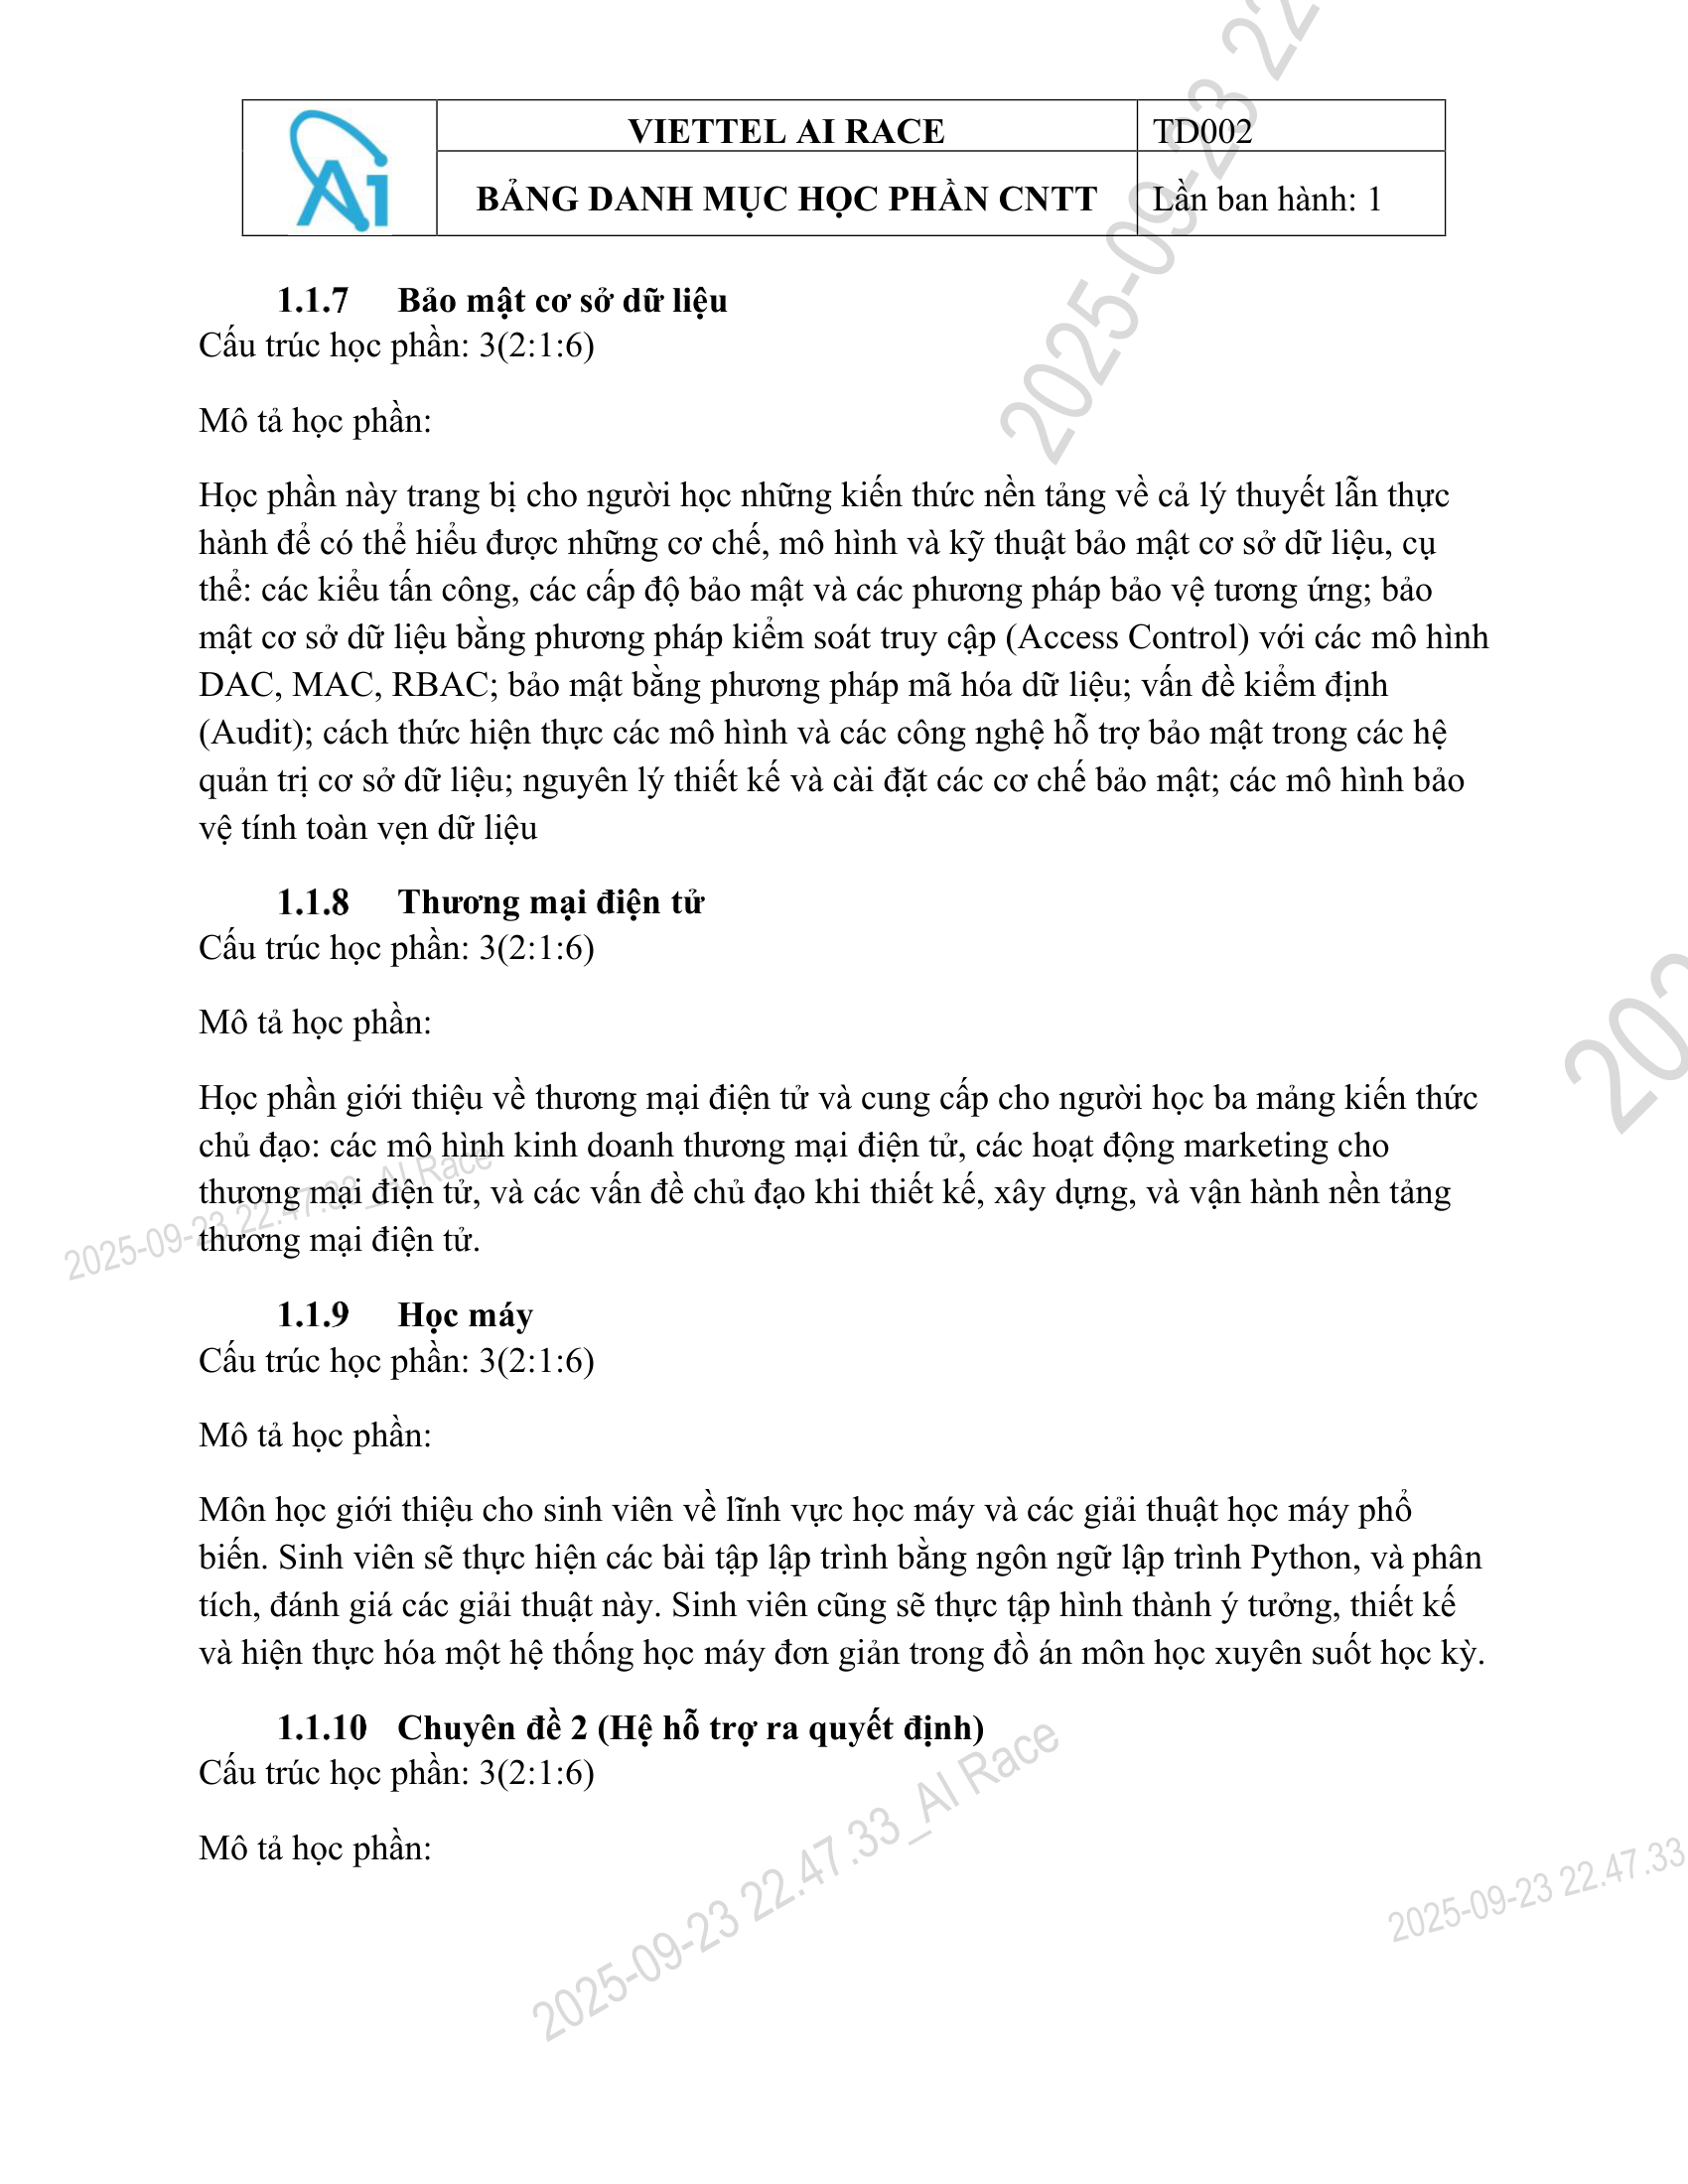 Ai
VIETTEL AI RACE
TD002
BẢNG DANH MỤC HỌC PHẦN CNTT
Lần ban hành: 1
2025-09-23 22
1.1.7 Bảo mật cơ sở dữ liệu
Cấu trúc học phần: 3(2:1:6)
Mô tả học phần:
Học phần này trang bị cho người học những kiến thức nền tảng về cả lý thuyết lẫn thực
hành để có thể hiểu được những cơ chế, mô hình và kỹ thuật bảo mật cơ sở dữ liệu, cụ
thể: các kiểu tấn công, các cấp độ bảo mật và các phương pháp bảo vệ tương ứng; bảo
mật cơ sở dữ liệu bằng phương pháp kiểm soát truy cập (Access Control) với các mô hình
DAC, MAC, RBAC; bảo mật bằng phương pháp mã hóa dữ liệu; vấn đề kiểm định
(Audit); cách thức hiện thực các mô hình và các công nghệ hỗ trợ bảo mật trong các hệ
quản trị cơ sở dữ liệu; nguyên lý thiết kế và cài đặt các cơ chế bảo mật; các mô hình bảo
vệ tính toàn vẹn dữ liệu
1.1.8 Thương mại điện tử
Cấu trúc học phần: 3(2:1:6)
Mô tả học phần:
202
Học phần giới thiệu về thương mại điện tử và cung cấp cho người học ba mảng kiến thức
chủ đạo: các mô hình kinh doanh thương mại điện tử, các hoạt động marketing cho
thương mại điện tử, và các vấn đề chủ đạo khi thiết kế, xây dựng, và vận hành nền tảng
thương mại điện tử.
2025-09-23 22.47.33_AI Race
1.1.9 Học máy
Cấu trúc học phần: 3(2:1:6)
Mô tả học phần:
Môn học giới thiệu cho sinh viên về lĩnh vực học máy và các giải thuật học máy phổ
biến. Sinh viên sẽ thực hiện các bài tập lập trình bằng ngôn ngữ lập trình Python, và phân
tích, đánh giá các giải thuật này. Sinh viên cũng sẽ thực tập hình thành ý tưởng, thiết kế
và hiện thực hóa một hệ thống học máy đơn giản trong đồ án môn học xuyên suốt học kỳ.
1.1.10 Chuyên đề 2 (Hệ hỗ trợ ra quyết định)
Cấu trúc học phần: 3(2:1:6)
Mô tả học phần:
2025-09-23 22.47.33_AI Race
2025-09-23 22.47.33